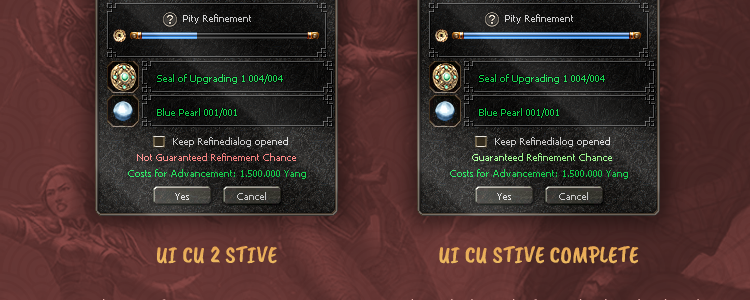 Pity Refinement
Seal of Upgrading 1 004/004
Blue Pearl 001/001
Keep Refinedialog opened
Not Guaranteed Refinement Chance
Costs for Advancement: 1.500.000 Yang
Yes Cancel
UI CU 2 STIVE
Pity Refinement
Seal of Upgrading 1 004/004
Blue Pearl 001/001
Keep Refinedialog opened
Guaranteed Refinement Chance
Costs for Advancement: 1.500.000 Yang
Yes Cancel
UI CU STIVE COMPLETE